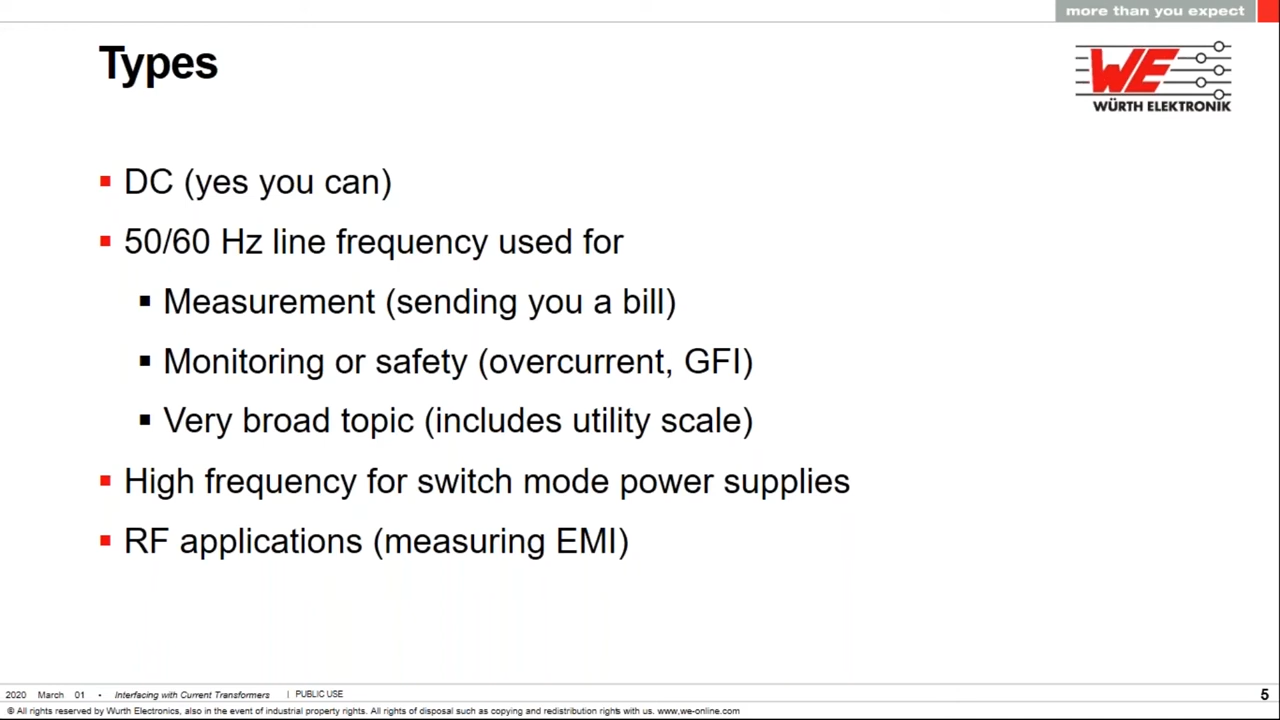 more than you expect
Types
WE
WÜRTH ELEKTRONIK
DC (yes you can)
50/60 Hz line frequency used for
Measurement (sending you a bill)
Monitoring or safety (overcurrent, GFI)
Very broad topic (includes utility scale)
High frequency for switch mode power supplies
RF applications (measuring EMI)
2020 March 01 • Interfacing with Current Transformers | PUBLIC USE 5
© All rights reserved by Wurth Electronics, also in the event of industrial property rights. All rights of disposal such as copying and redistribution rights with us. www.we-online.com